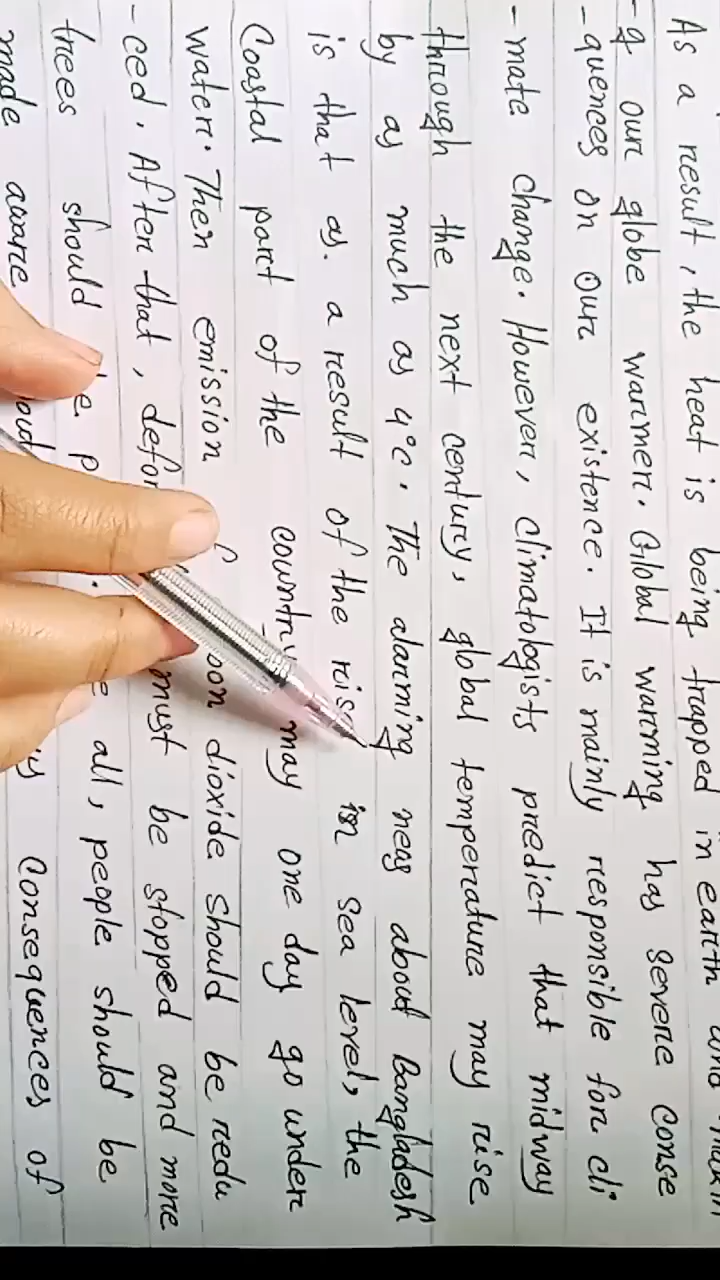 As a result, the heat is being trapped in earth
-g our globe warmer. Global warming has severe conse
-quences on our existence. It is mainly responsible for cli
-mate change. However, climatologists predict that midway
through the next century, global temperature may rise
by as much as 4°C. The alarming news about Bangladesh
is that as. a result of the rise in sea level, the
Coastal part of the country may one day go under
water. Then emission dioxide should be redu
-ced. After that, must be stopped and more
trees should all, people should be
made aware Consequences of